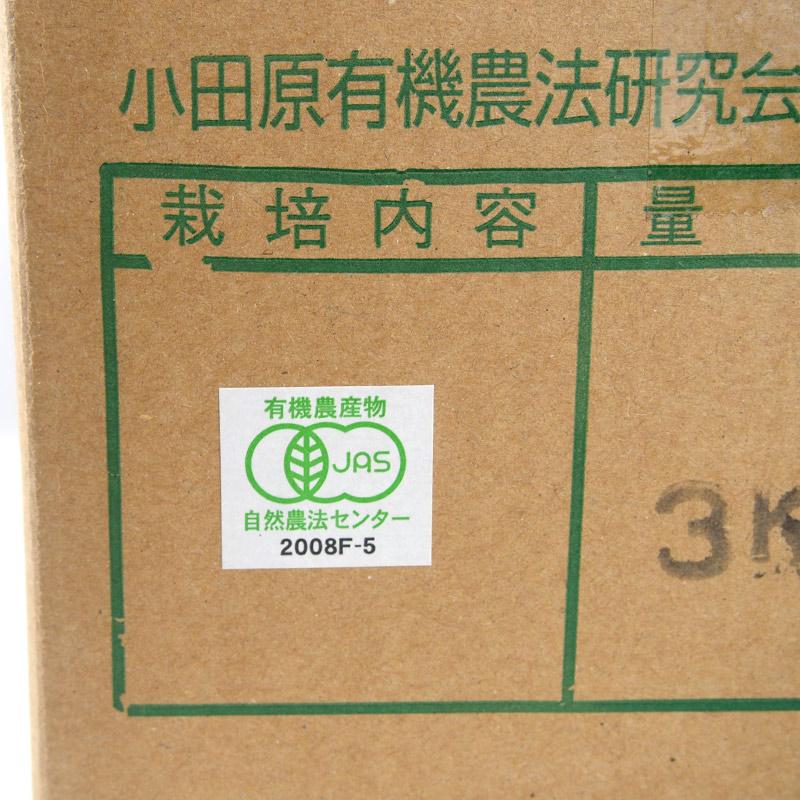 小田原有機農法研究会
栽培内容 量
有機農産物
JAS
自然農法センター
2008F-5
3K